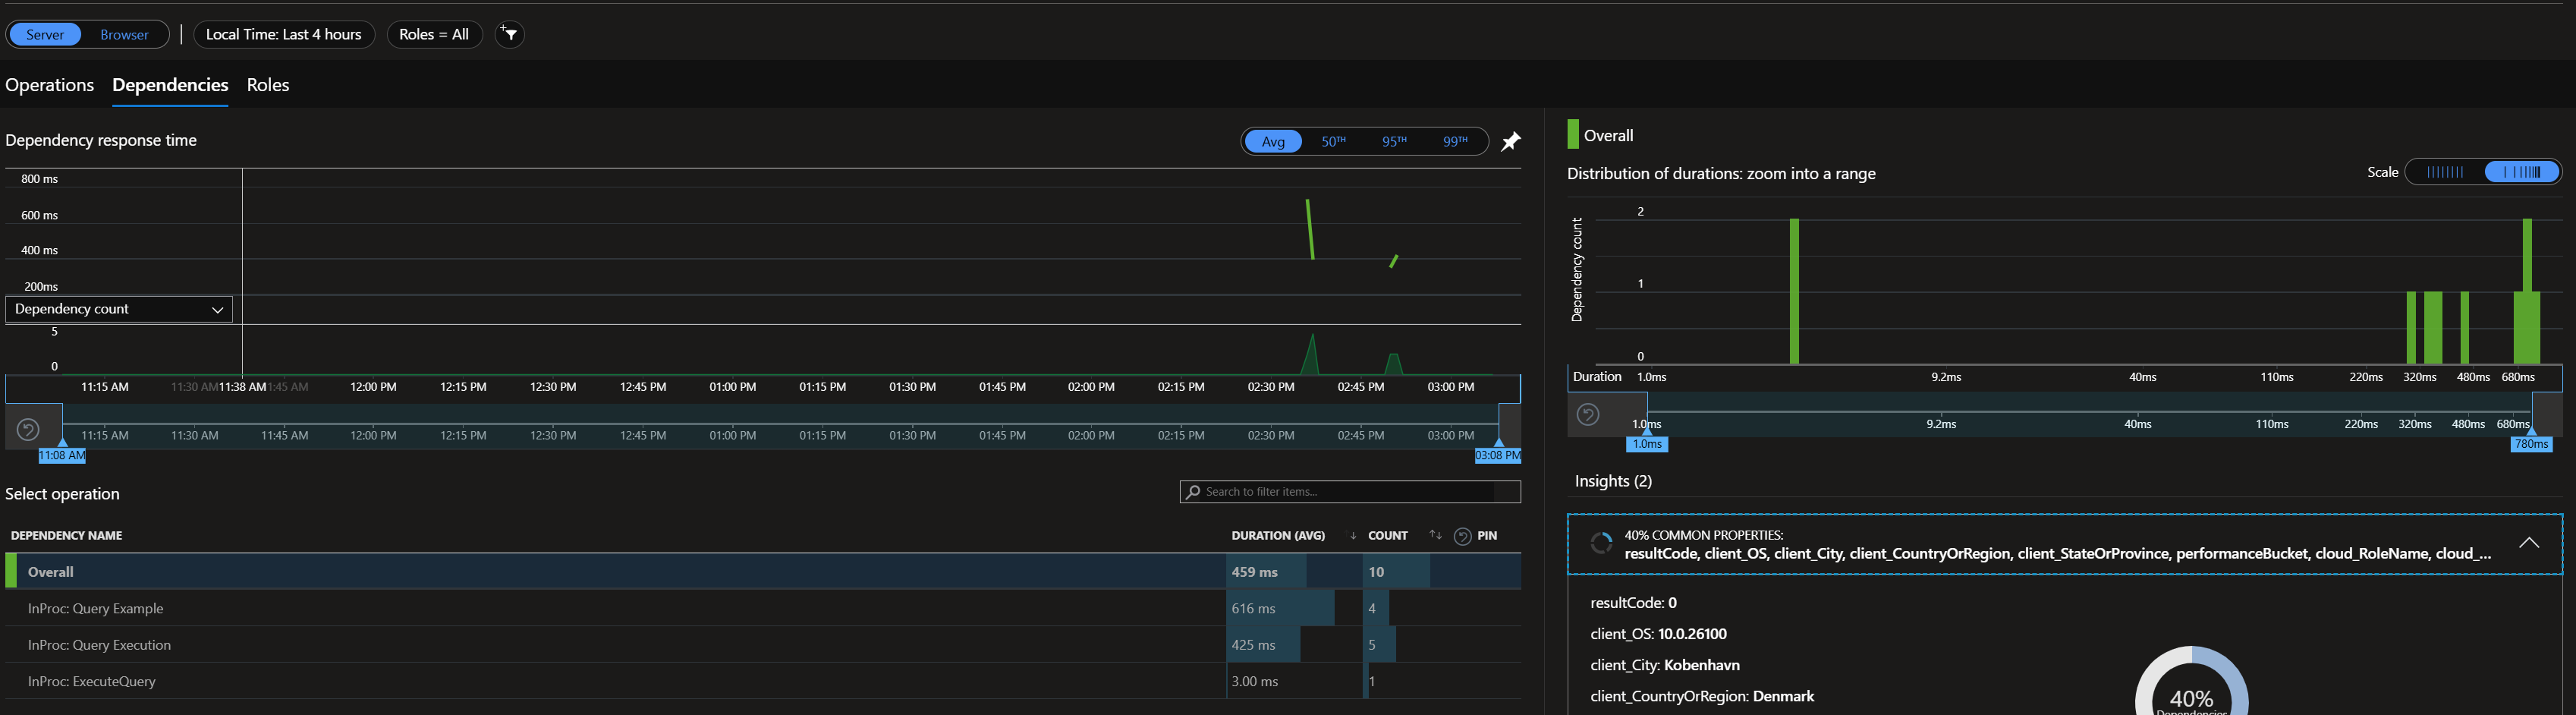 Server Browser Local Time: Last 4 hours Roles = All
Operations Dependencies Roles
Dependency response time
Avg 50TH 95TH 99TH
800 ms
600 ms
400 ms
200ms
Dependency count
5
0
11:15 AM 11:30 AM 11:38 AM 11:45 AM 12:00 PM 12:15 PM 12:30 PM 12:45 PM 01:00 PM 01:15 PM 01:30 PM 01:45 PM 02:00 PM 02:15 PM 02:30 PM 02:45 PM 03:00 PM
11:15 AM 11:30 AM 11:45 AM 12:00 PM 12:15 PM 12:30 PM 12:45 PM 01:00 PM 01:15 PM 01:30 PM 01:45 PM 02:00 PM 02:15 PM 02:30 PM 02:45 PM 03:00 PM
11:08 AM 03:08 PM
Select operation
Search to filter items...
DEPENDENCY NAME DURATION (AVG) COUNT PIN
Overall 459 ms 10
InProc: Query Example 616 ms 4
InProc: Query Execution 425 ms 5
InProc: ExecuteQuery 3.00 ms 1
Overall
Distribution of durations: zoom into a range
Scale
Dependency count
2
1
0
Duration 1.0ms 9.2ms 40ms 110ms 220ms 320ms 480ms 680ms
1.0ms 9.2ms 40ms 110ms 220ms 320ms 480ms 680ms
1.0ms 780ms
Insights (2)
40% COMMON PROPERTIES:
resultCode, client_OS, client_City, client_CountryOrRegion, client_StateOrProvince, performanceBucket, cloud_RoleName, cloud_...
resultCode: 0
client_OS: 10.0.26100
client_City: Kobenhavn
client_CountryOrRegion: Denmark
40%
Dependencies